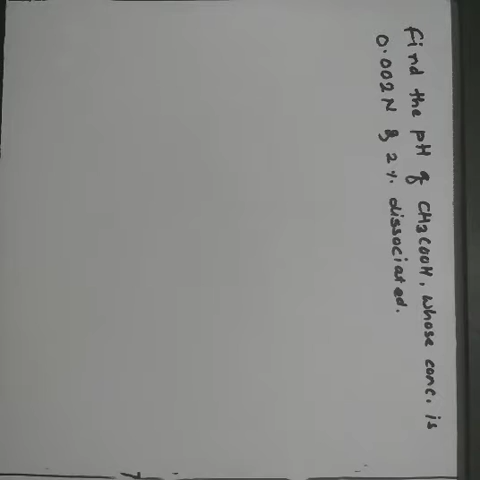 Find the pH of CH3COOH, whose conc. is
0.002N & 2%. dissociated.